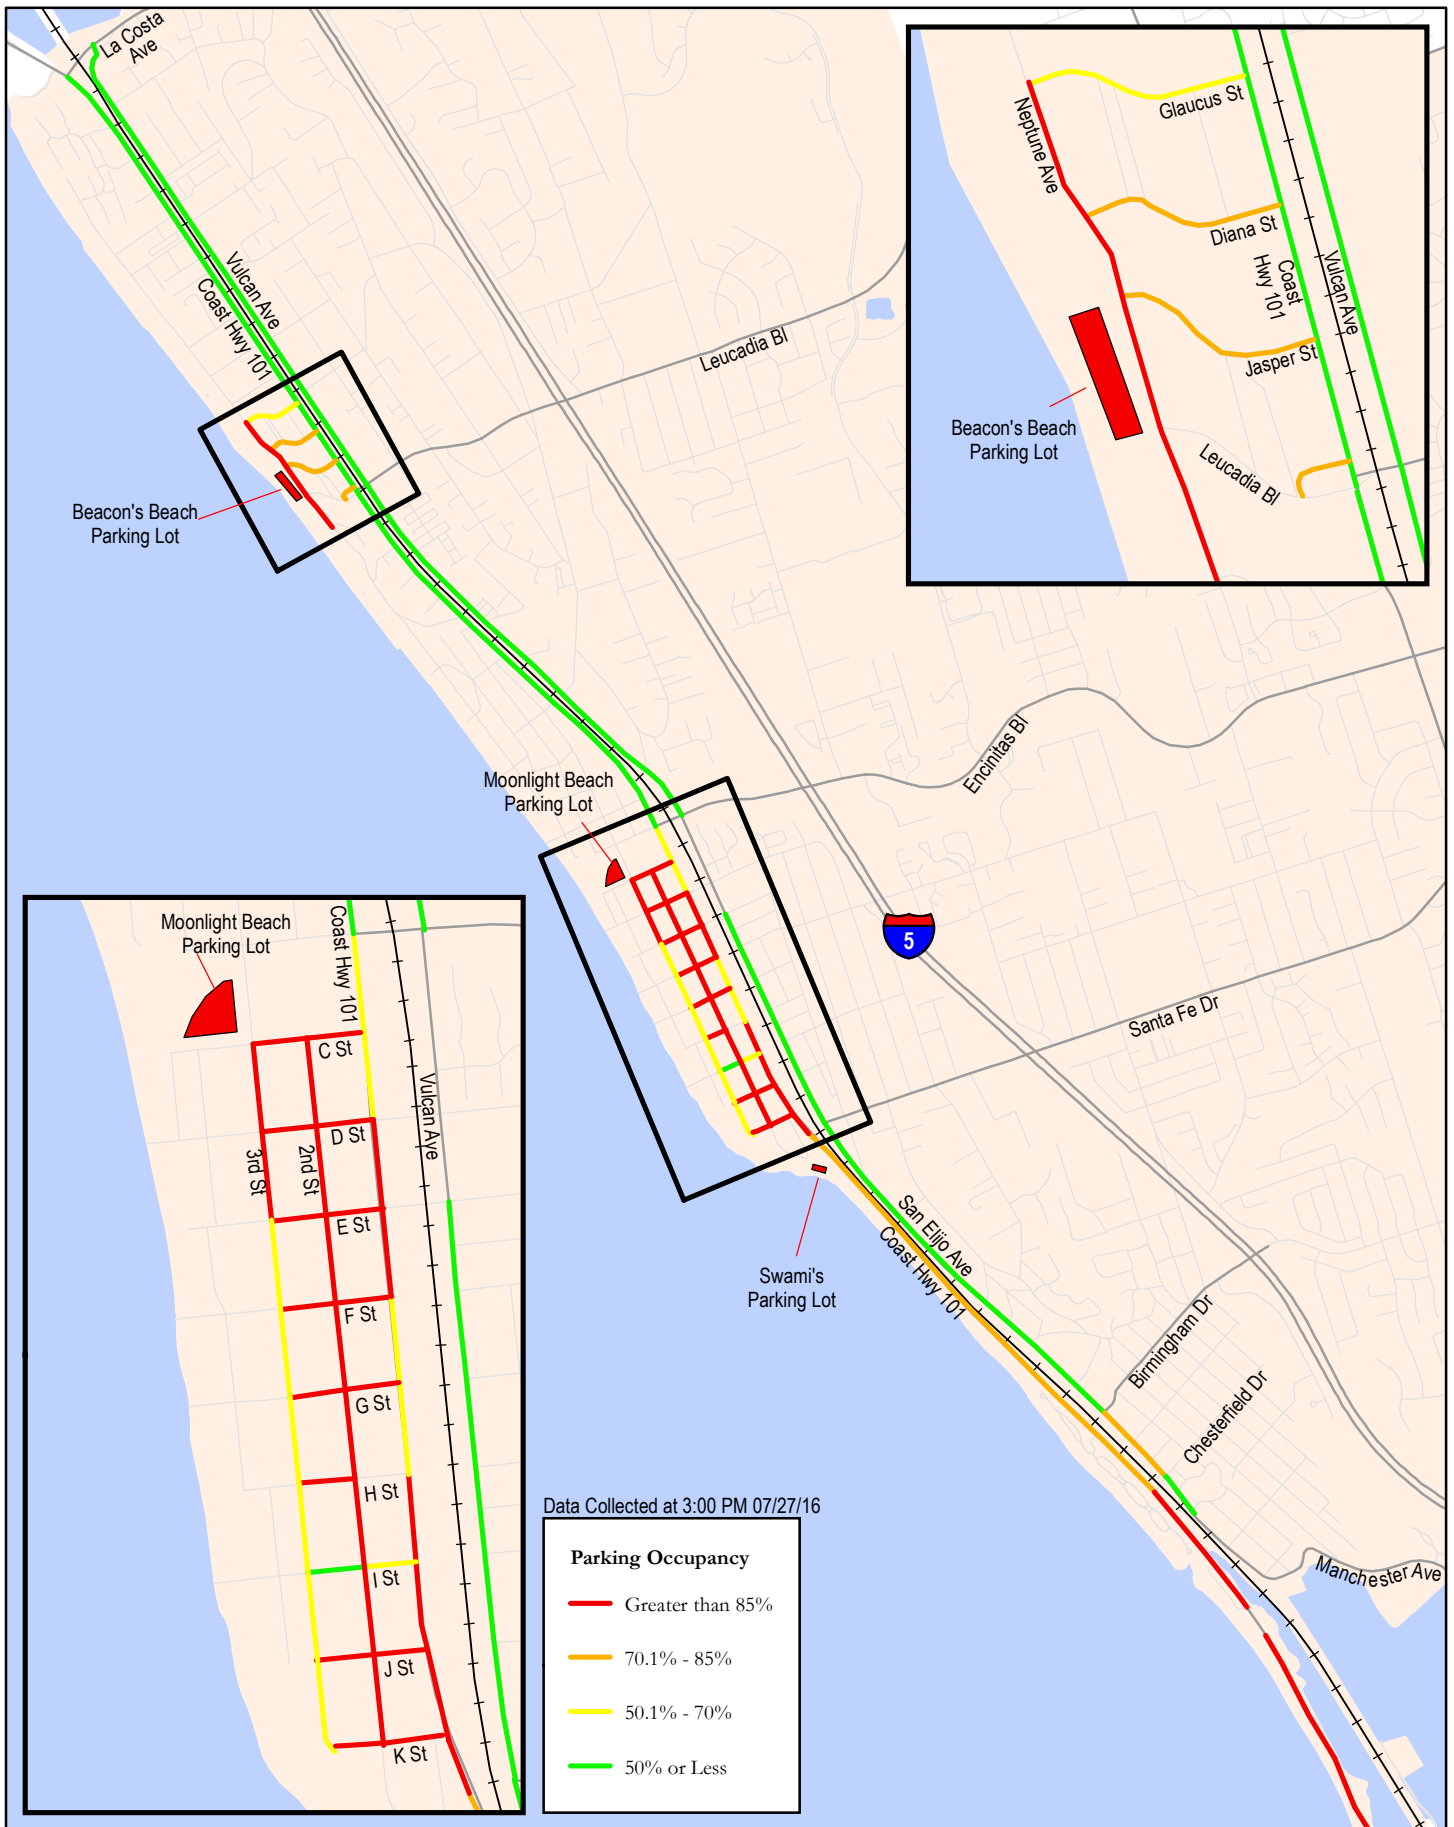 La Costa
Ave
Vulcan Ave
Coast Hwy 101
Leucadia Bl
Beacon's Beach
Parking Lot
Neptune Ave
Glaucus St
Diana St
Coast
Hwy 101
Vulcan Ave
Jasper St
Beacon's Beach
Parking Lot
Leucadia Bl
Moonlight Beach
Parking Lot
Encinitas Bl
5
Santa Fe Dr
Swami's
Parking Lot
San Elijo Ave
Coast Hwy 101
Birmingham Dr
Chesterfield Dr
Manchester Ave
Moonlight Beach
Parking Lot
Coast Hwy 101
C St
Vulcan Ave
D St
3rd St
2nd St
E St
F St
G St
H St
I St
J St
K St
Data Collected at 3:00 PM 07/27/16
Parking Occupancy
Greater than 85%
70.1% - 85%
50.1% - 70%
50% or Less